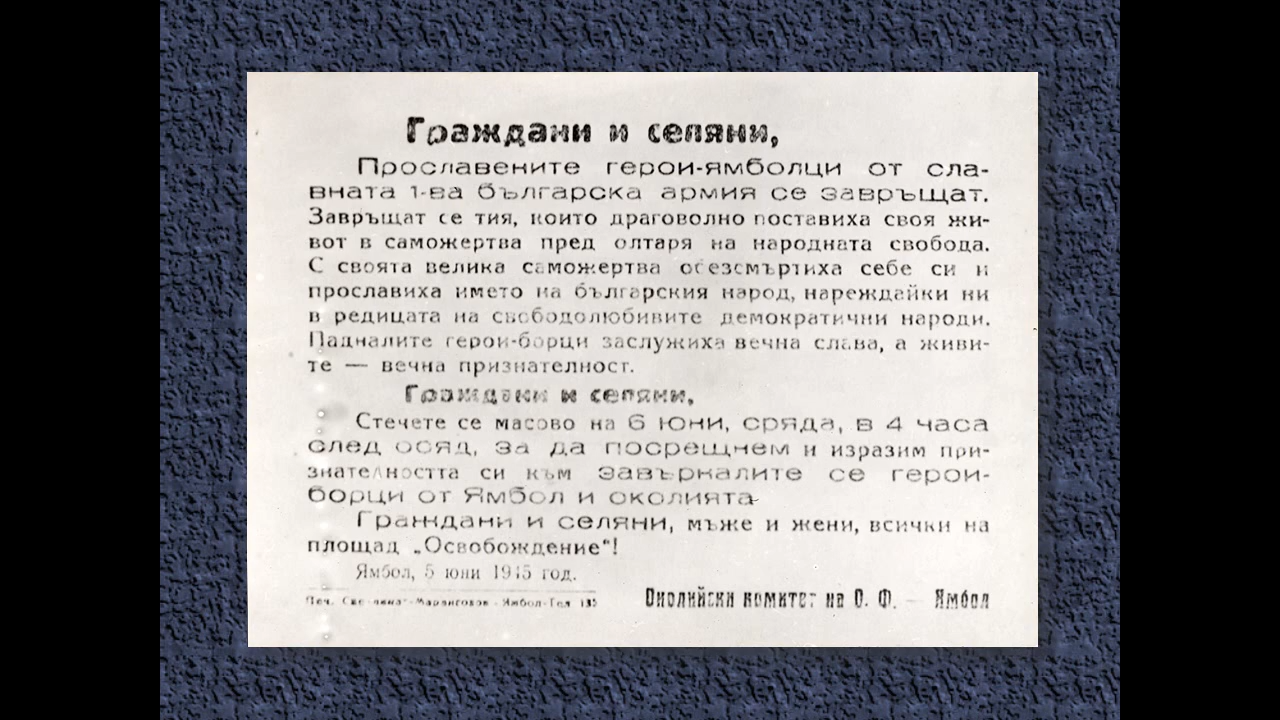 Граждани и селяни,
Прославените герои-ямболци от сла-
вната 1-ва българска армия се завръщат.
Завръщат се тия, които драговолно поставиха своя жи-
вот в саможертва пред олтаря на народната свобода.
С своята велика саможертва обезсмъртиха себе си и
прославиха името на българския народ, нареждайки ни
в редицата на свободолюбивите демократични народи.
Падналите герои-борци заслужиха вечна слава, а живи-
те — вечна признателност.
Граждани и селяни,
Стечете се масово на 6 юни, сряда, в 4 часа
след обяд, за да посрещнем и изразим при-
знателността си към завърналите се герои-
борци от Ямбол и околията
Граждани и селяни, мъже и жени, всички на
площад „Освобождение“!
Ямбол, 5 юни 1945 год.
Печ. Марангозов - Ямбол-Тел 135
Околийски комитет на О. Ф. — Ямбол